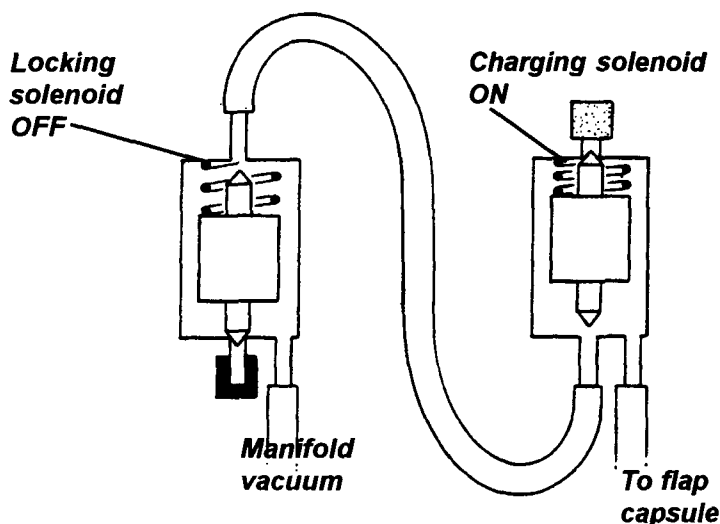 Locking
solenoid
OFF
Charging solenoid
ON
Manifold
vacuum
To flap
capsule